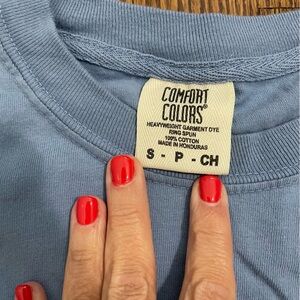 COMFORT
COLORS®
HEAVYWEIGHT GARMENT DYE
RING SPUN
100% COTTON
MADE IN HONDURAS
S - P - CH